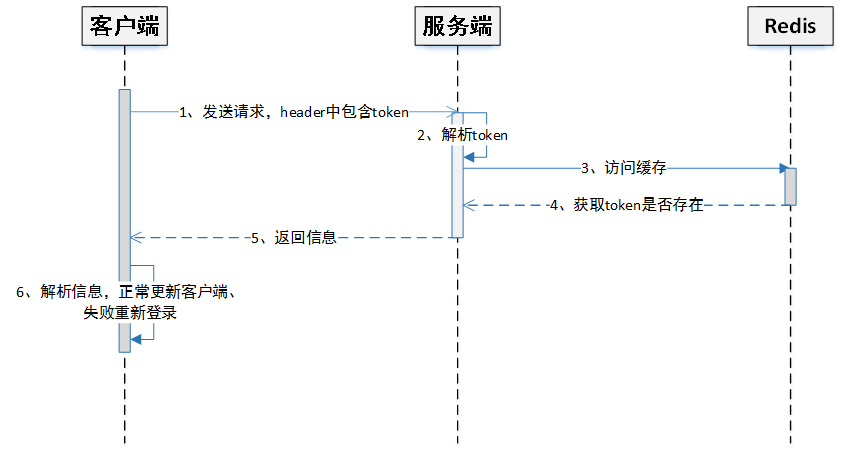 客户端
服务端
Redis
1、发送请求，header中包含token
2、解析token
3、访问缓存
4、获取token是否存在
5、返回信息
6、解析信息，正常更新客户端、
失败重新登录